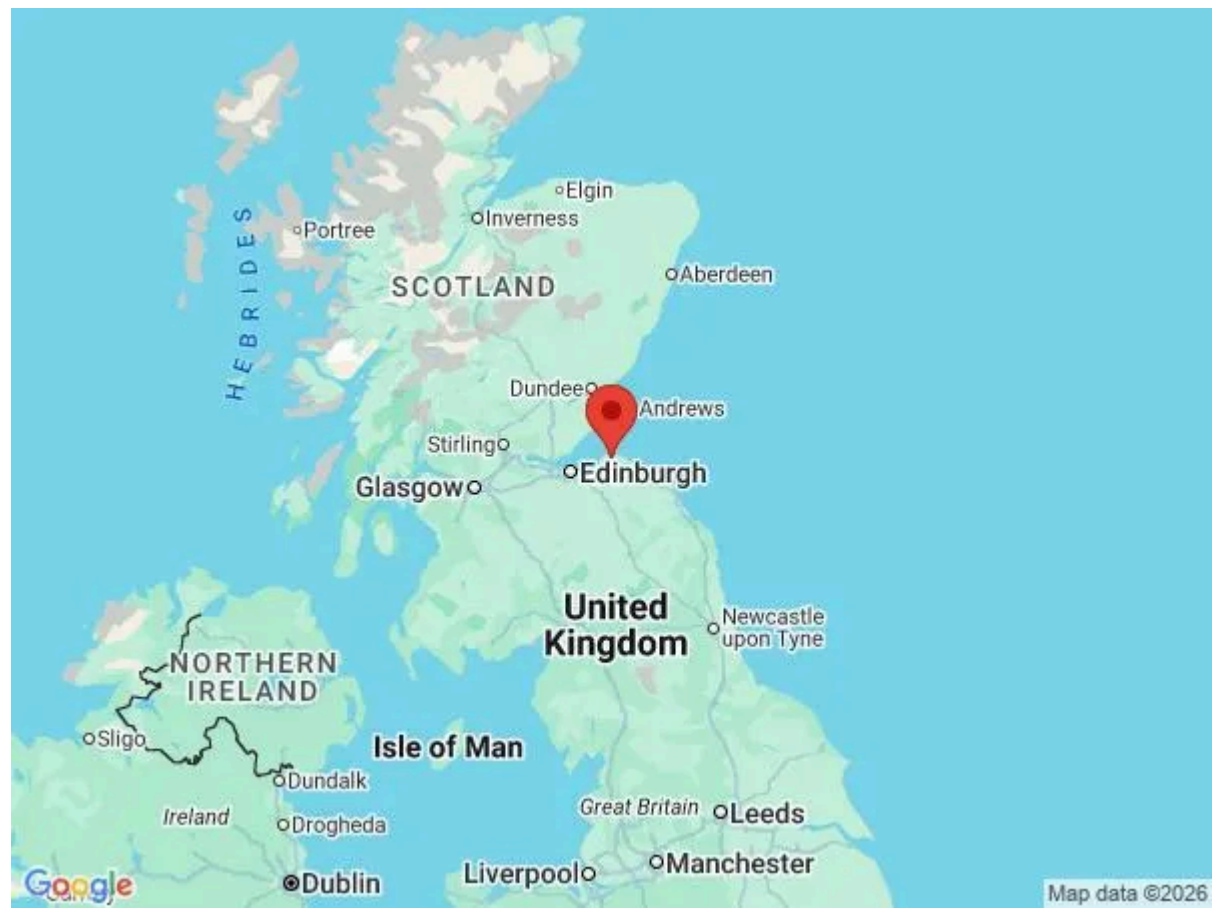 Elgin
Inverness
Portree
HEBRIDES
SCOTLAND
Aberdeen
Dundee
Andrews
Stirling
Edinburgh
Glasgow
United
Kingdom
Newcastle
upon Tyne
NORTHERN
IRELAND
Sligo
Isle of Man
Dundalk
Ireland
Great Britain
Leeds
Drogheda
Liverpool
Manchester
Dublin
Google
Map data ©2026